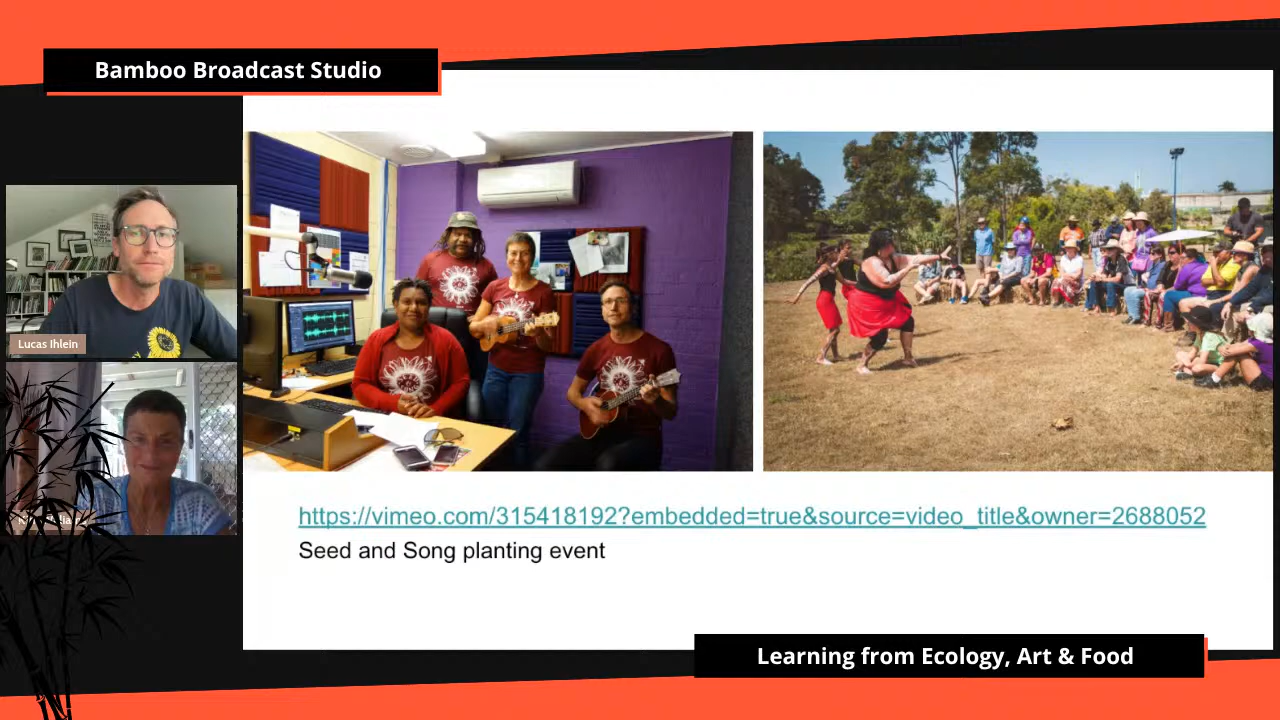 Bamboo Broadcast Studio
Lucas Ihlein
https://vimeo.com/315418192?embedded=true&source=video_title&owner=2688052
Seed and Song planting event
Learning from Ecology, Art & Food